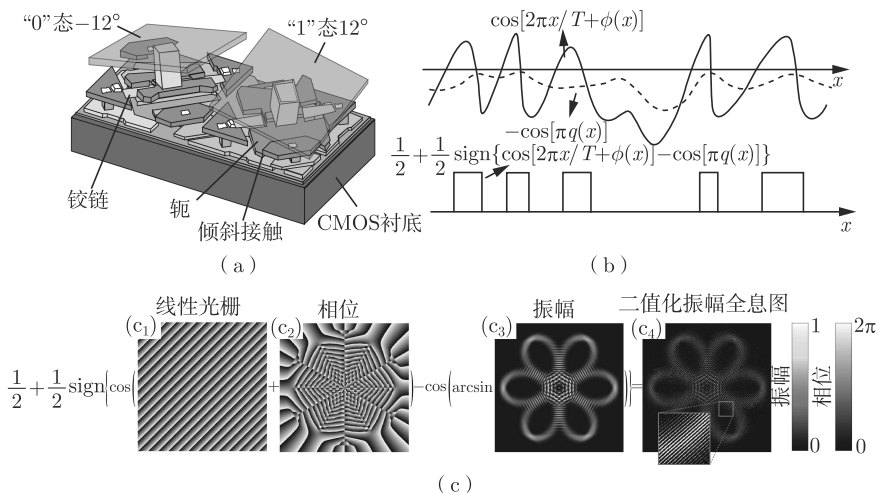 “0”态−12°
“1”态12°
铰链
轭
倾斜接触
CMOS衬底
(a)
cos[2πx/T+ϕ(x)]
x
−cos[πq(x)]
1/2+1/2 sign{cos[2πx/T+ϕ(x)]−cos[πq(x)]}
x
(b)
线性光栅
相位
振幅
二值化振幅全息图
(c₁)
(c₂)
(c₃)
(c₄)
1/2+1/2 sign{cos( + )−cos(arcsin( ))}=
1
振幅
0
2π
相位
0
(c)